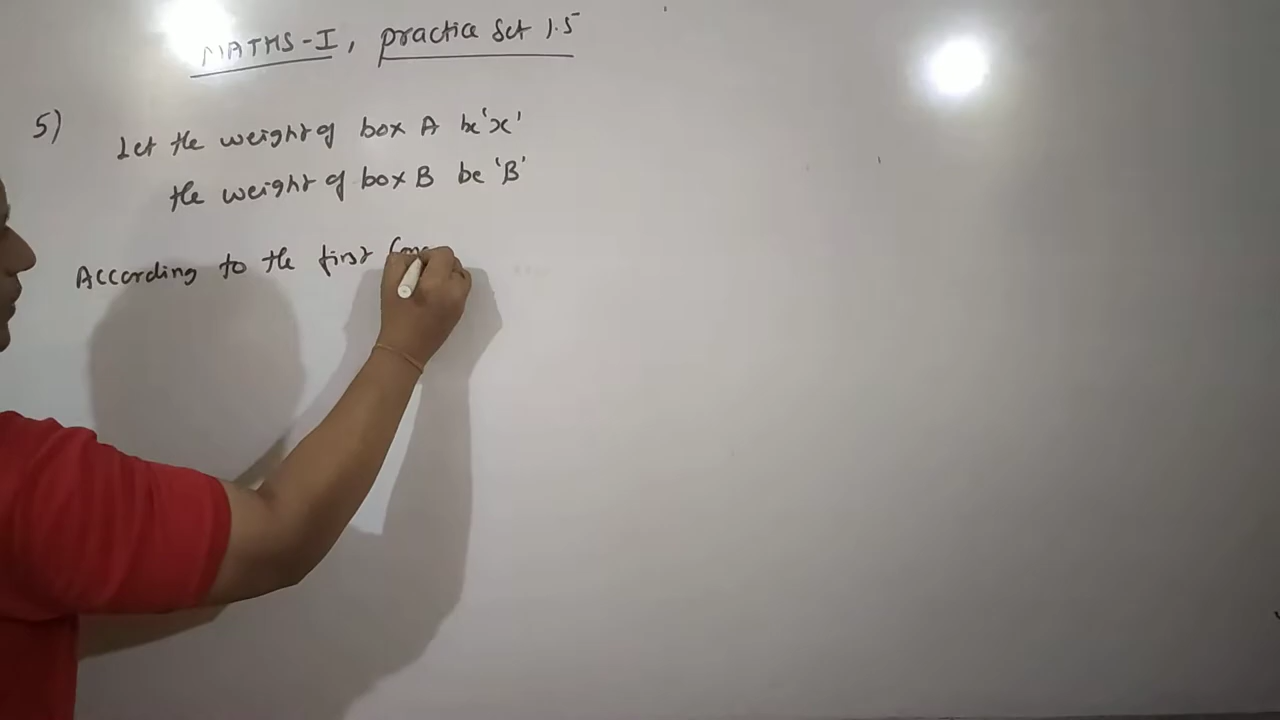 MATHS-I, practice Set 1.5
5)
Let the weight of box A be 'x'
the weight of box B be 'B'
According to the first